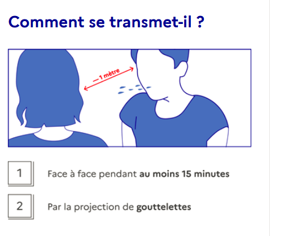 Comment se transmet-il ?
— 1 mètre
1 Face à face pendant au moins 15 minutes
2 Par la projection de gouttelettes